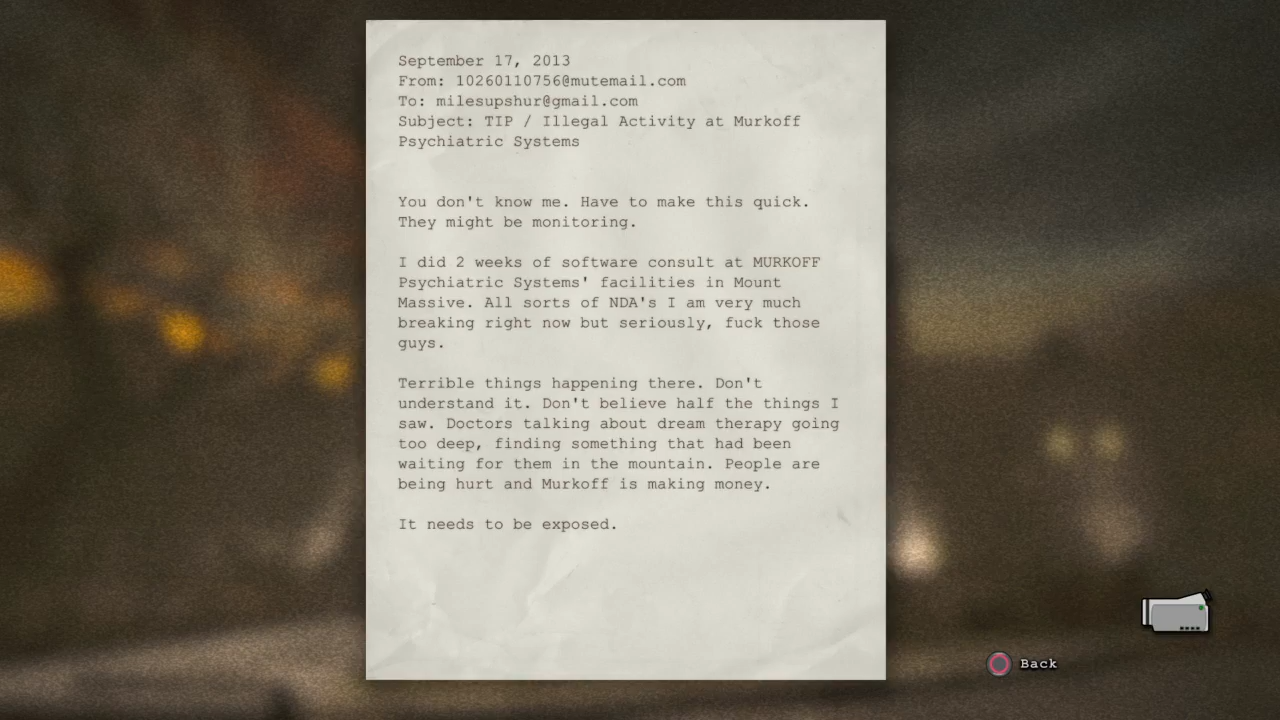 September 17, 2013
From: 10260110756@mutemail.com
To: milesupshur@gmail.com
Subject: TIP / Illegal Activity at Murkoff
Psychiatric Systems
You don't know me. Have to make this quick.
They might be monitoring.
I did 2 weeks of software consult at MURKOFF
Psychiatric Systems' facilities in Mount
Massive. All sorts of NDA's I am very much
breaking right now but seriously, fuck those
guys.
Terrible things happening there. Don't
understand it. Don't believe half the things I
saw. Doctors talking about dream therapy going
too deep, finding something that had been
waiting for them in the mountain. People are
being hurt and Murkoff is making money.
It needs to be exposed.
Back